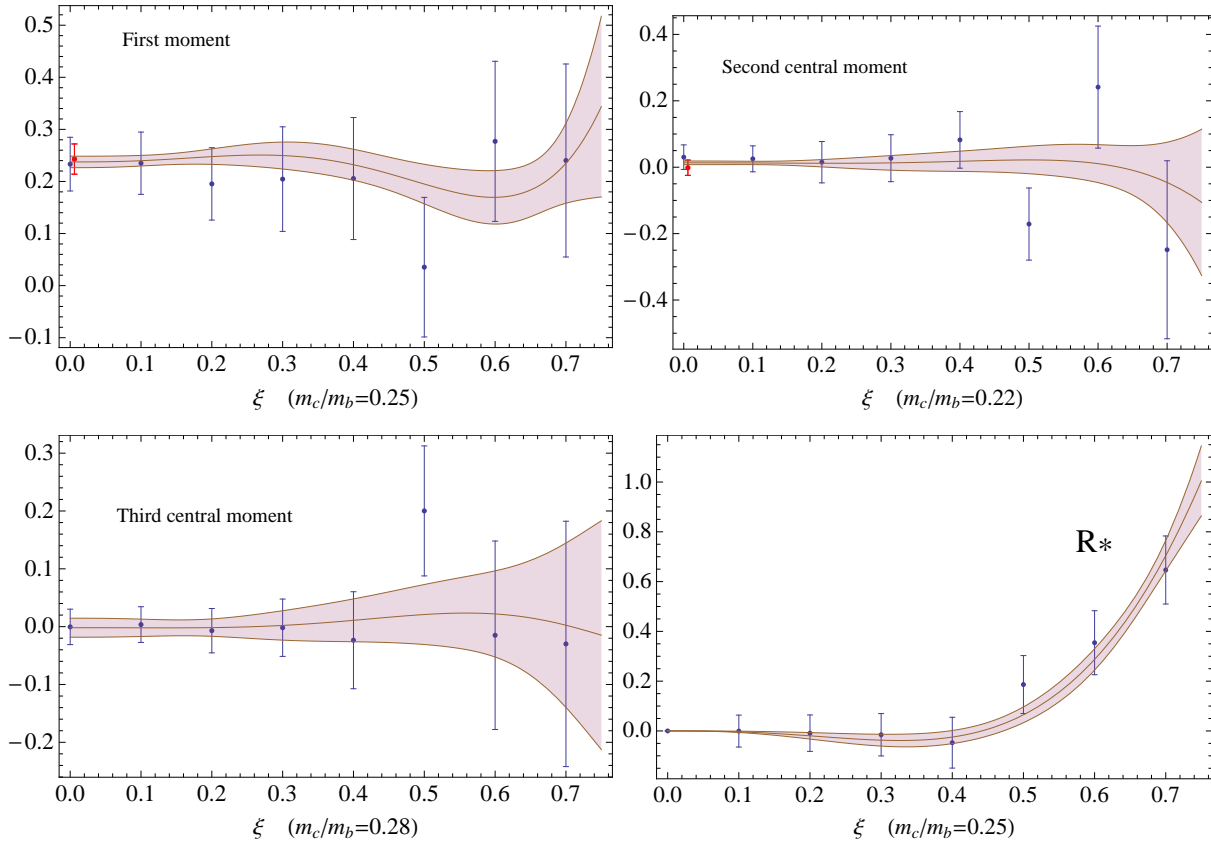 First moment
0.5
0.4
0.3
0.2
0.1
0.0
−0.1
0.0 0.1 0.2 0.3 0.4 0.5 0.6 0.7
ξ (m_c/m_b=0.25)
Second central moment
0.4
0.2
0.0
−0.2
−0.4
0.0 0.1 0.2 0.3 0.4 0.5 0.6 0.7
ξ (m_c/m_b=0.22)
Third central moment
0.3
0.2
0.1
0.0
−0.1
−0.2
0.0 0.1 0.2 0.3 0.4 0.5 0.6 0.7
ξ (m_c/m_b=0.28)
R*
1.0
0.8
0.6
0.4
0.2
0.0
0.0 0.1 0.2 0.3 0.4 0.5 0.6 0.7
ξ (m_c/m_b=0.25)